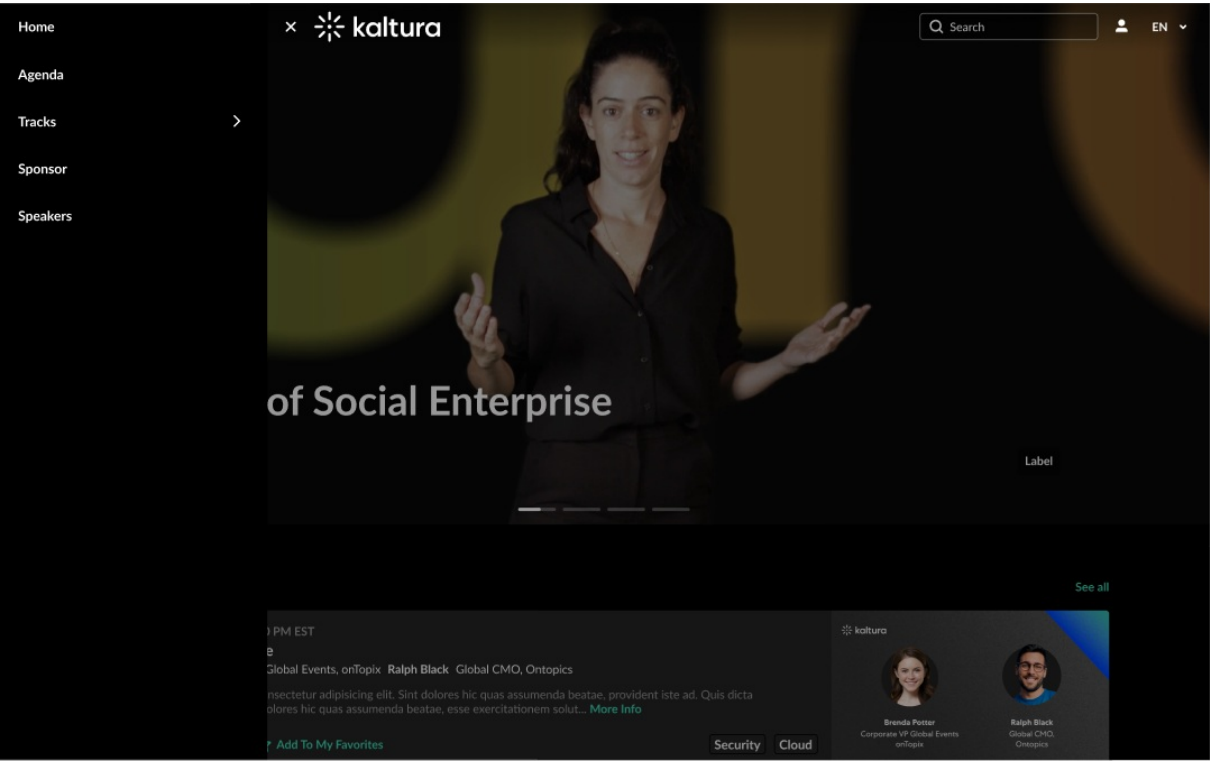 Home
kaltura
Search
EN
Agenda
Tracks
Sponsor
Speakers
of Social Enterprise
Label
See all
PM EST
e
Global Events, onTopix Ralph Black Global CMO, Ontopics
nsectetur adipisicing elit. Sint dolores hic quas assumenda beatae, provident iste ad. Quis dicta
olores hic quas assumenda beatae, esse exercitationem solut... More Info
Add To My Favorites
Security Cloud
kaltura
Brenda Potter
Corporate VP Global Events
onTopix
Ralph Black
Global CMO,
Ontopics